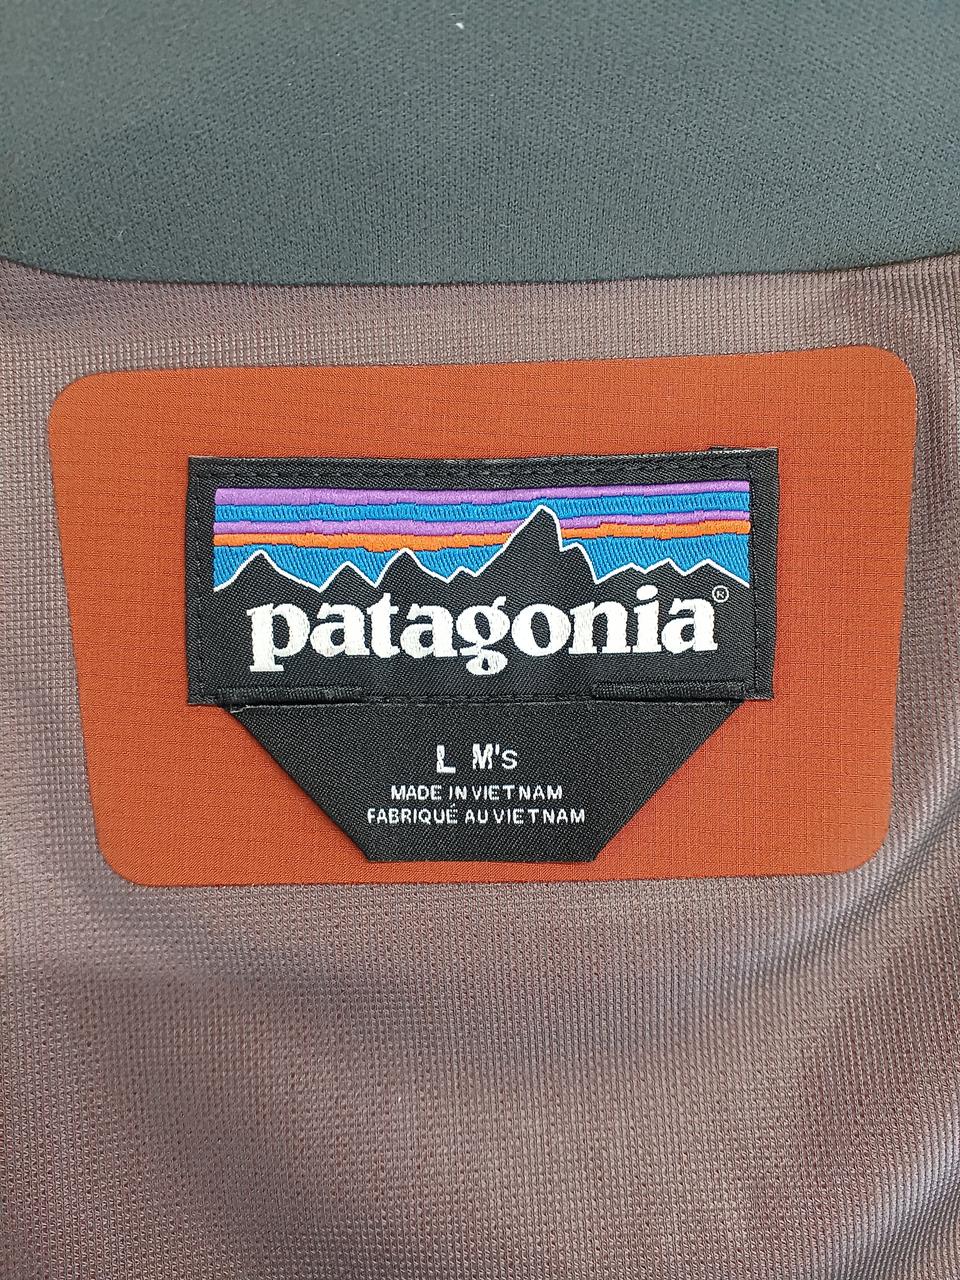 patagonia®
L M's
MADE IN VIETNAM
FABRIQUÉ AU VIETNAM